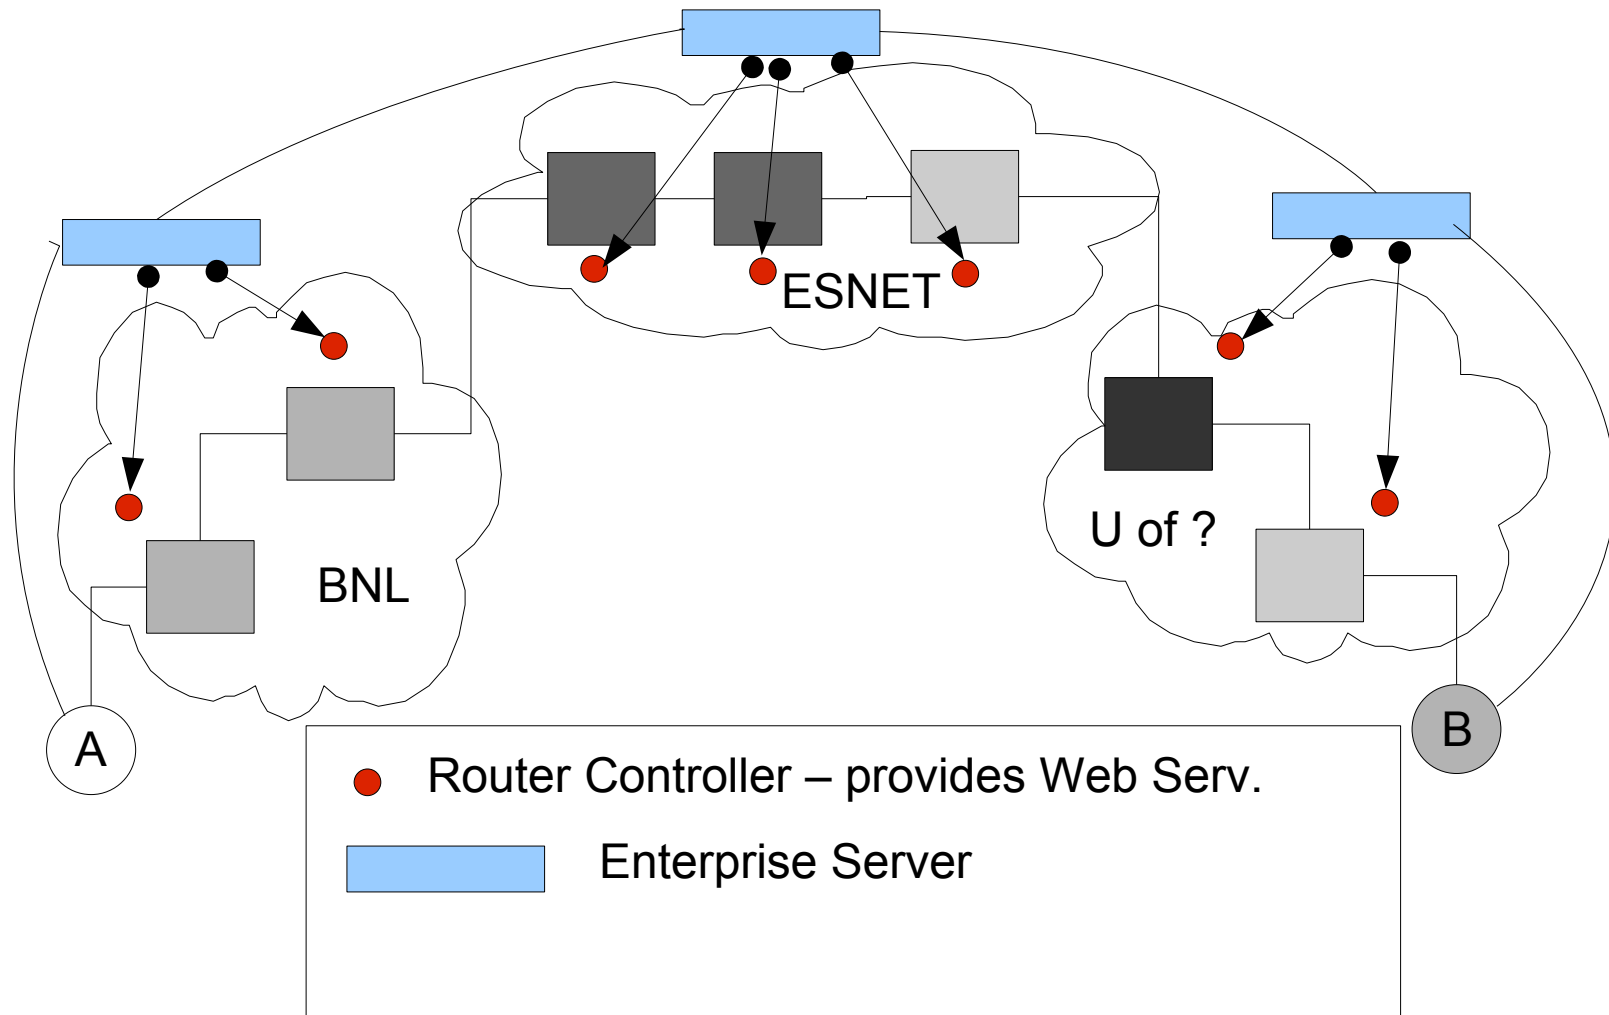 ESNET
BNL
U of ?
A
B
Router Controller – provides Web Serv.
Enterprise Server